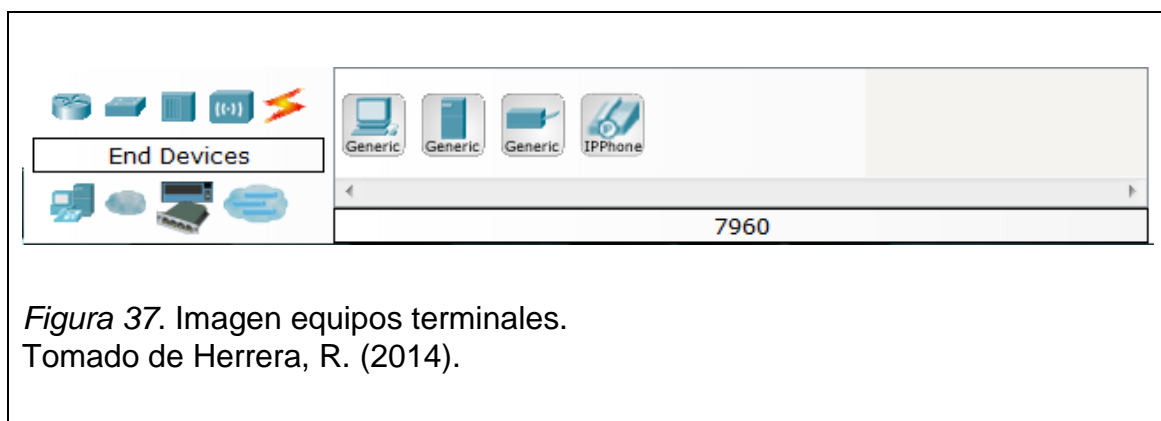 Generic Generic Generic IPPhone
End Devices
7960
Figura 37. Imagen equipos terminales.
Tomado de Herrera, R. (2014).